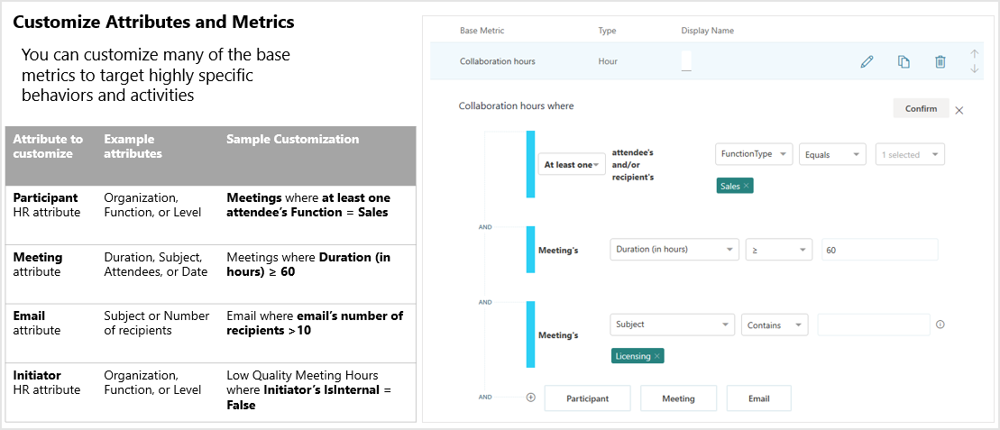 Customize Attributes and Metrics
You can customize many of the base
metrics to target highly specific
behaviors and activities
Attribute to
customize
Example
attributes
Sample Customization
Participant
HR attribute
Organization,
Function, or Level
Meetings where at least one
attendee's Function = Sales
Meeting
attribute
Duration, Subject,
Attendees, or Date
Meetings where Duration (in
hours) ≥ 60
Email
attribute
Subject or Number
of recipients
Email where email's number of
recipients >10
Initiator
HR attribute
Organization,
Function, or Level
Low Quality Meeting Hours
where Initiator's IsInternal =
False
Base Metric Type Display Name
Collaboration hours Hour
Collaboration hours where Confirm
At least one
attendee's
and/or
recipient's
FunctionType Equals 1 selected
Sales
AND
Meeting's Duration (in hours) ≥ 60
AND
Meeting's Subject Contains
Licensing
AND Participant Meeting Email